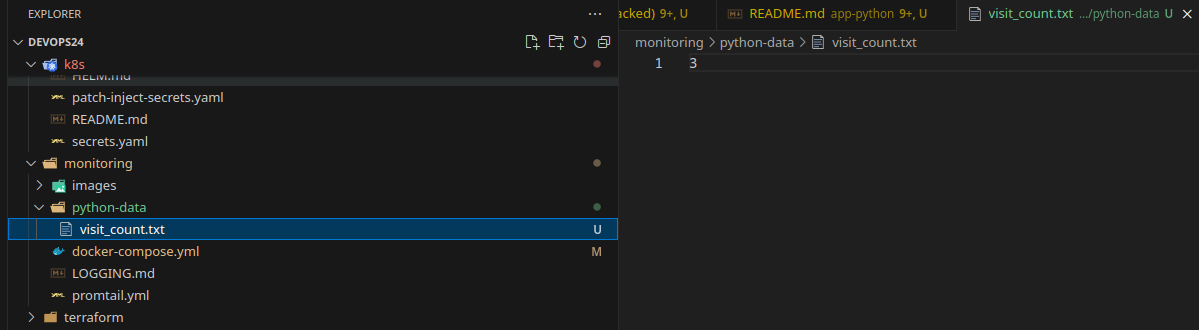 EXPLORER
DEVOPS24
k8s
HELM.md
patch-inject-secrets.yaml
README.md
secrets.yaml
monitoring
images
python-data
visit_count.txt U
docker-compose.yml M
LOGGING.md
promtail.yml
terraform
acked) 9+, U
README.md app-python 9+, U
visit_count.txt .../python-data U
monitoring > python-data > visit_count.txt
1 3